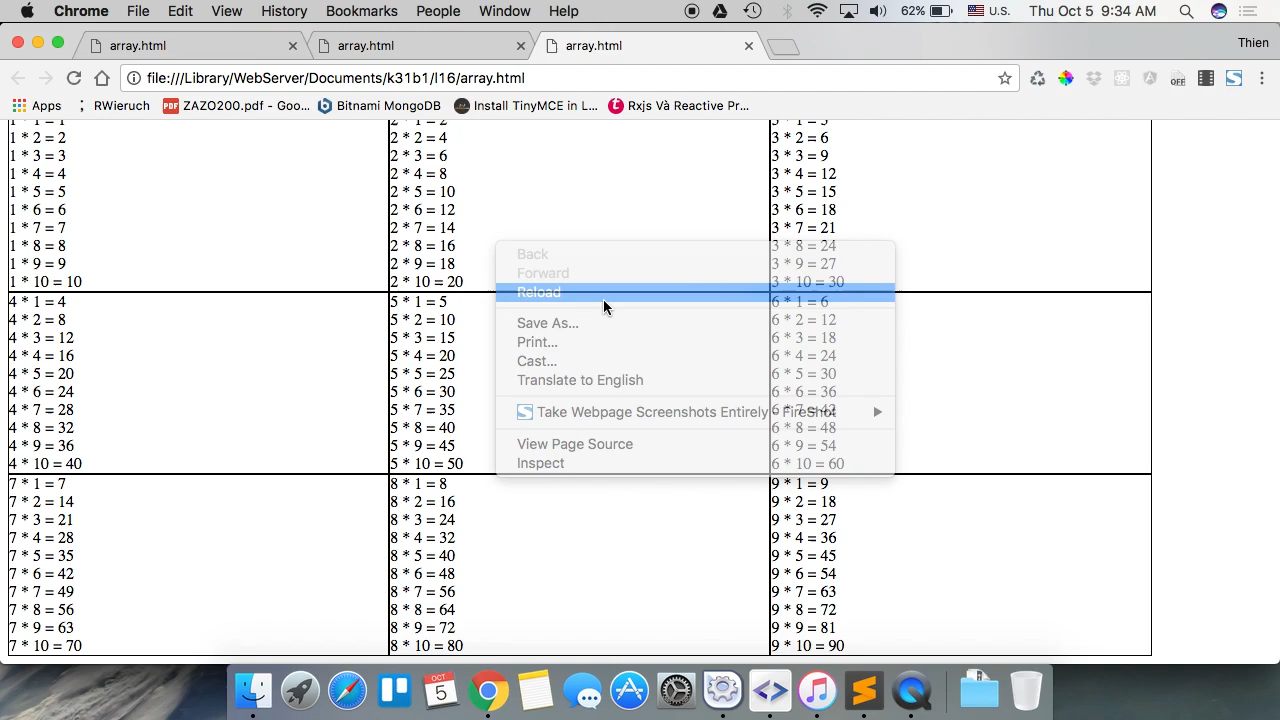 Chrome File Edit View History Bookmarks People Window Help 62% U.S. Thu Oct 5 9:34 AM
array.html array.html array.html Thien
file:///Library/WebServer/Documents/k31b1/l16/array.html OFF
Apps RWieruch PDF ZAZO200.pdf - Goo... Bitnami MongoDB Install TinyMCE in L... Rxjs Và Reactive Pr...
1 * 1 = 1 2 * 1 = 2 3 * 1 = 3
1 * 2 = 2 2 * 2 = 4 3 * 2 = 6
1 * 3 = 3 2 * 3 = 6 3 * 3 = 9
1 * 4 = 4 2 * 4 = 8 3 * 4 = 12
1 * 5 = 5 2 * 5 = 10 3 * 5 = 15
1 * 6 = 6 2 * 6 = 12 3 * 6 = 18
1 * 7 = 7 2 * 7 = 14 3 * 7 = 21
1 * 8 = 8 2 * 8 = 16 3 * 8 = 24
1 * 9 = 9 2 * 9 = 18 3 * 9 = 27
1 * 10 = 10 2 * 10 = 20 3 * 10 = 30
4 * 1 = 4 5 * 1 = 5 6 * 1 = 6
4 * 2 = 8 5 * 2 = 10 6 * 2 = 12
4 * 3 = 12 5 * 3 = 15 6 * 3 = 18
4 * 4 = 16 5 * 4 = 20 6 * 4 = 24
4 * 5 = 20 5 * 5 = 25 6 * 5 = 30
4 * 6 = 24 5 * 6 = 30 6 * 6 = 36
4 * 7 = 28 5 * 7 = 35 6 * 7 = 42
4 * 8 = 32 5 * 8 = 40 6 * 8 = 48
4 * 9 = 36 5 * 9 = 45 6 * 9 = 54
4 * 10 = 40 5 * 10 = 50 6 * 10 = 60
7 * 1 = 7 8 * 1 = 8 9 * 1 = 9
7 * 2 = 14 8 * 2 = 16 9 * 2 = 18
7 * 3 = 21 8 * 3 = 24 9 * 3 = 27
7 * 4 = 28 8 * 4 = 32 9 * 4 = 36
7 * 5 = 35 8 * 5 = 40 9 * 5 = 45
7 * 6 = 42 8 * 6 = 48 9 * 6 = 54
7 * 7 = 49 8 * 7 = 56 9 * 7 = 63
7 * 8 = 56 8 * 8 = 64 9 * 8 = 72
7 * 9 = 63 8 * 9 = 72 9 * 9 = 81
7 * 10 = 70 8 * 10 = 80 9 * 10 = 90
Back
Forward
Reload
Save As...
Print...
Cast...
Translate to English
Take Webpage Screenshots Entirely - FireShot
View Page Source
Inspect
OCT
5